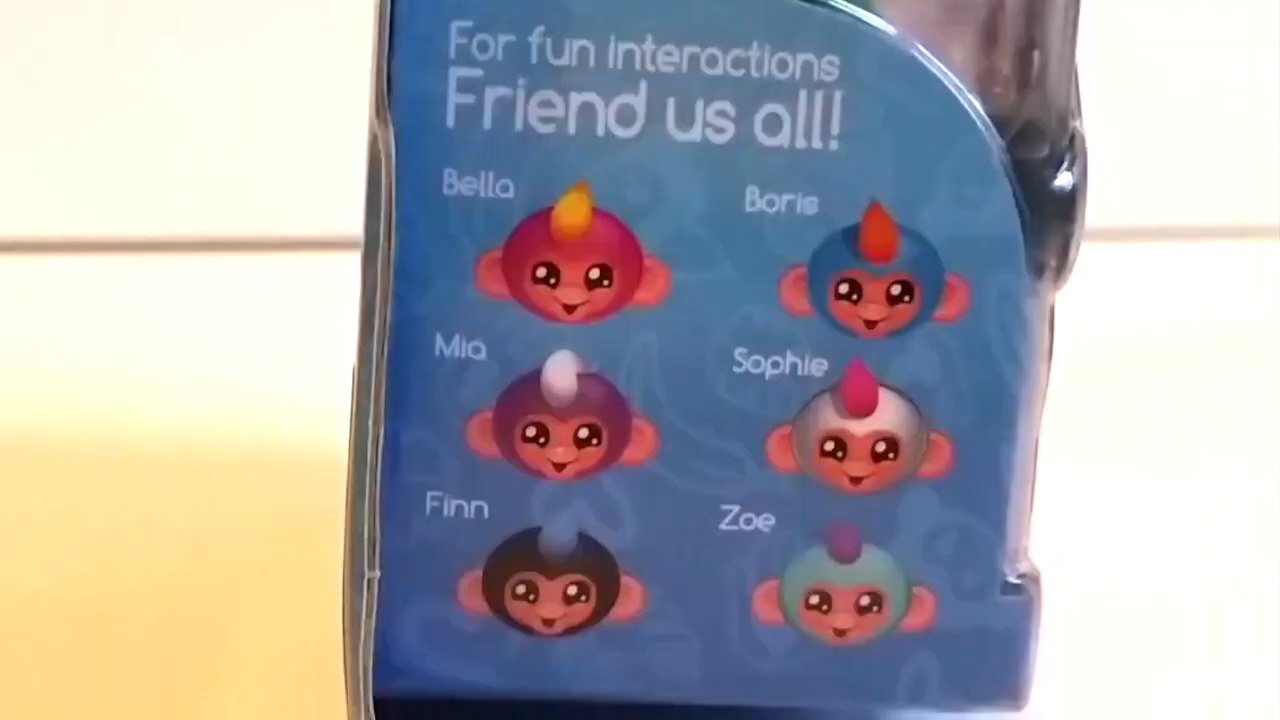 For fun interactions
Friend us all!
Bella
Boris
Mia
Sophie
Finn
Zoe